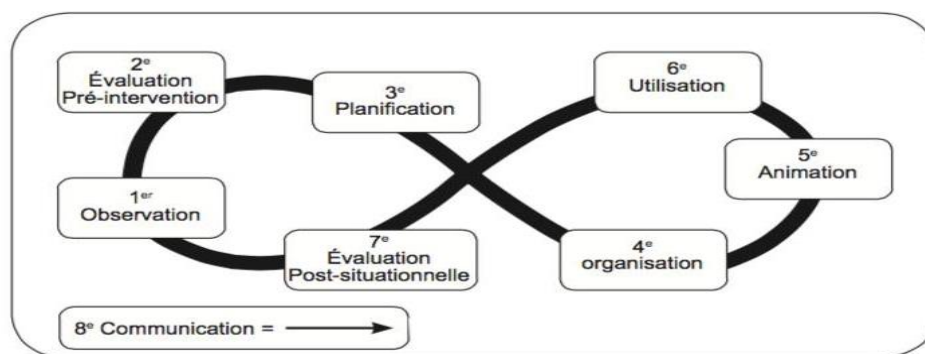 2e
Évaluation
Pré-intervention
3e
Planification
6e
Utilisation
5e
Animation
1er
Observation
7e
Évaluation
Post-situationnelle
4e
organisation
8e Communication =